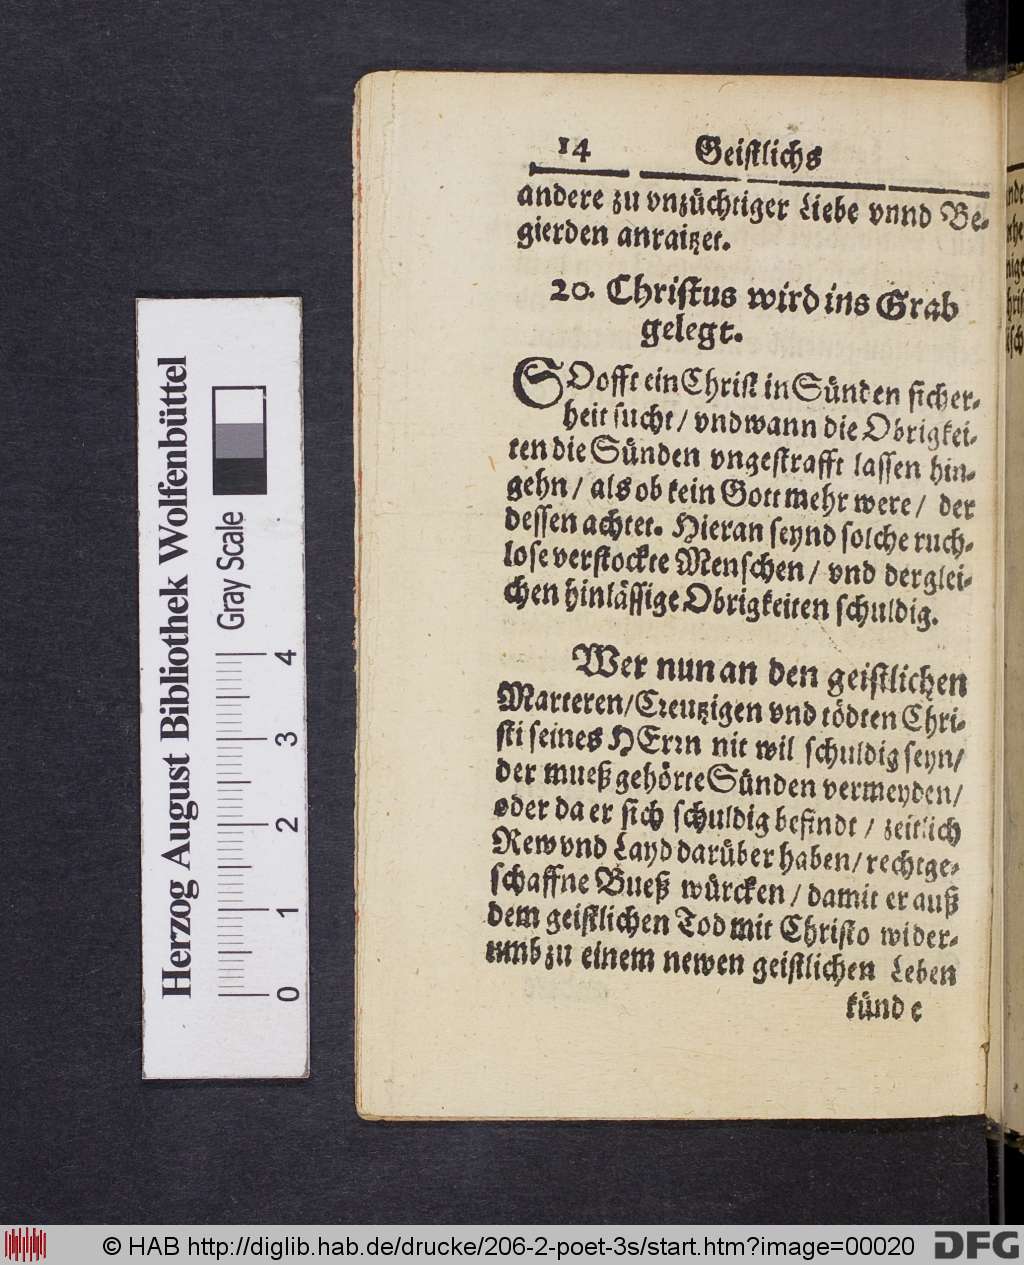 14 Geistlichs
andere zu vnzüchtiger Liebe vnnd Be-
gierden anraitzet.
20. Christus wird ins Grab
gelegt.
SOofft ein Christ in Sünden sicher-
heit sucht / vnd wann die Obrigkei-
ten die Sünden vngestrafft lassen hin-
gehn / als ob kein Gott mehr were / der
dessen achtet. Hieran seynd solche ruch-
lose verstockte Menschen / vnd derglei-
chen hinlässige Obrigkeiten schuldig.
Wer nun an den geistlichen
Marteren/Creutzigen vnd tödten Chri-
sti seines HErrn nit wil schuldig seyn/
der mueß gehörte Sünden vermeyden/
oder da er sich schuldig befindt / zeitlich
Rew vnd Layd darüber haben/ rechtge-
schaffne Bueß würcken / damit er auß
dem geistlichen Tod mit Christo wider-
umb zu einem newen geistlichen Leben
künde
Herzog August Bibliothek Wolfenbüttel
Gray Scale
0 1 2 3 4
© HAB http://diglib.hab.de/drucke/206-2-poet-3s/start.htm?image=00020
DFG